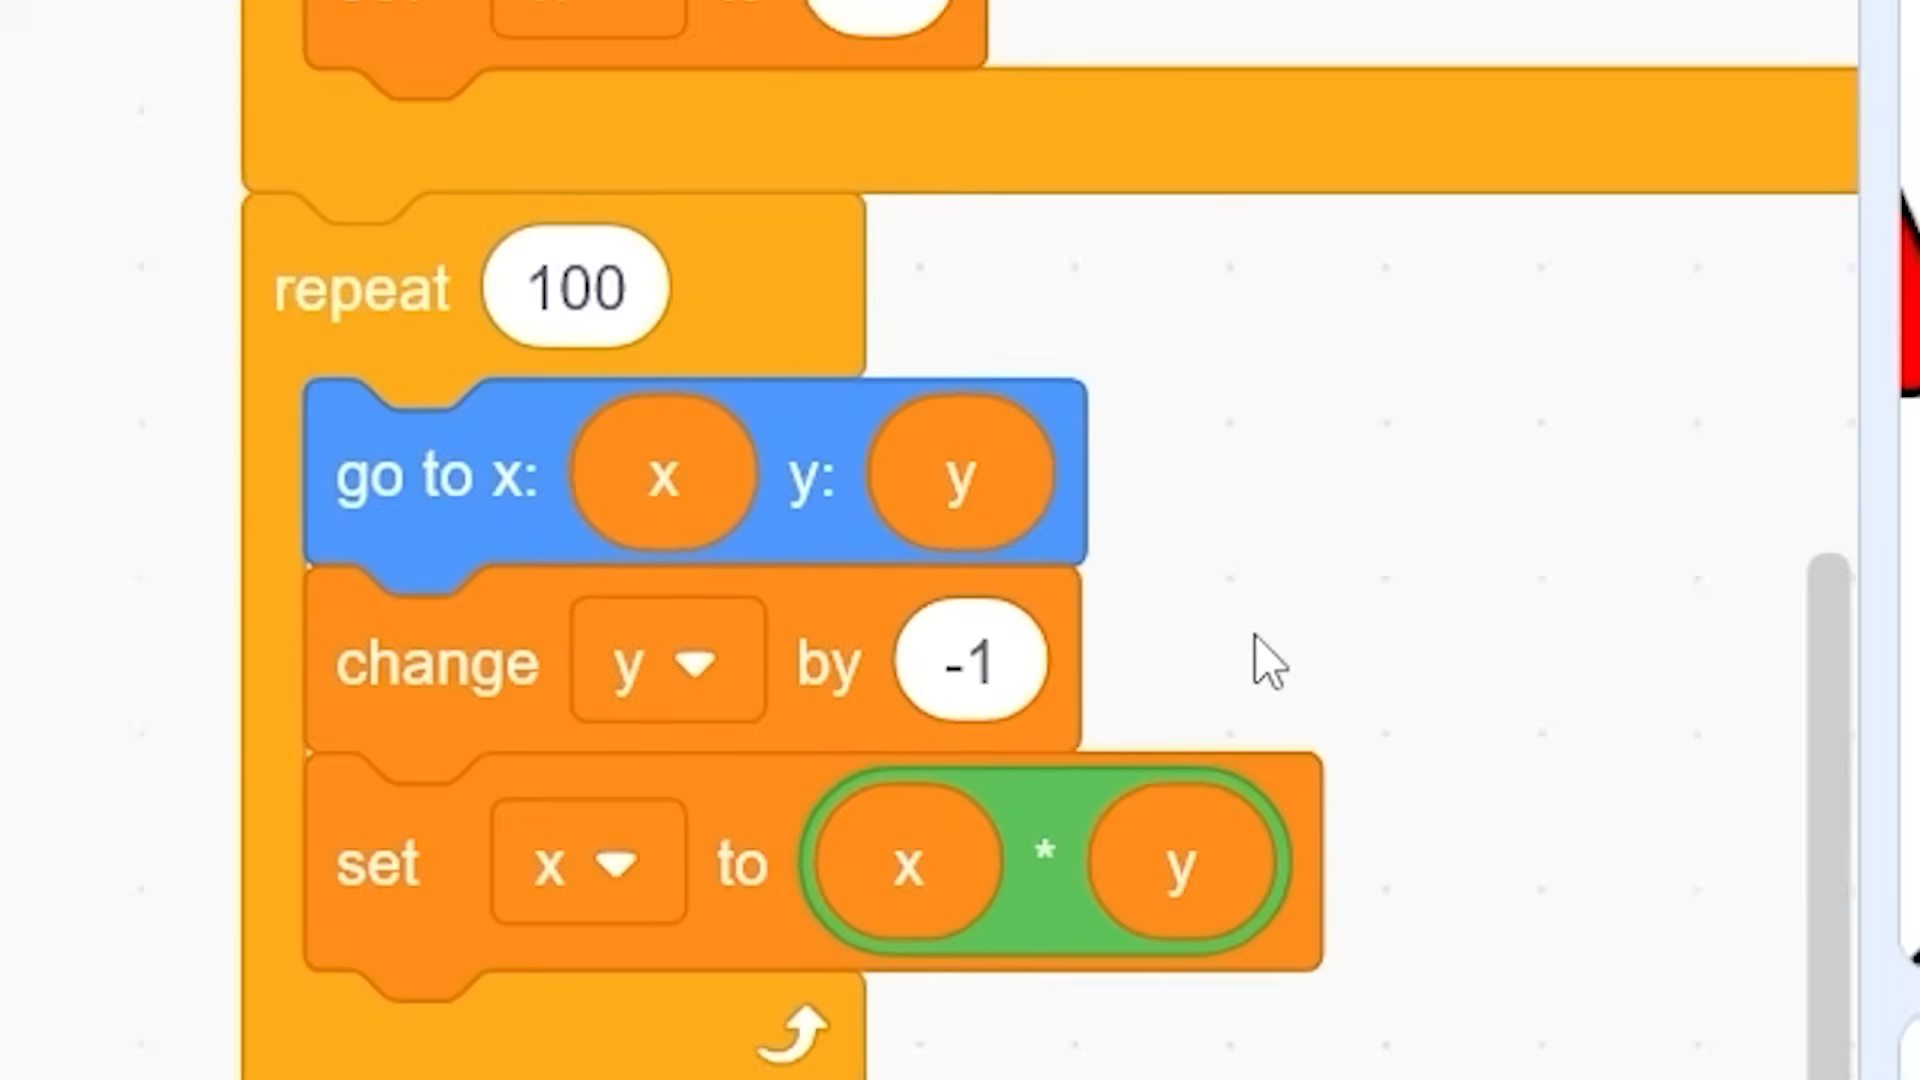 repeat 100
go to x: x y: y
change y by -1
set x to x * y